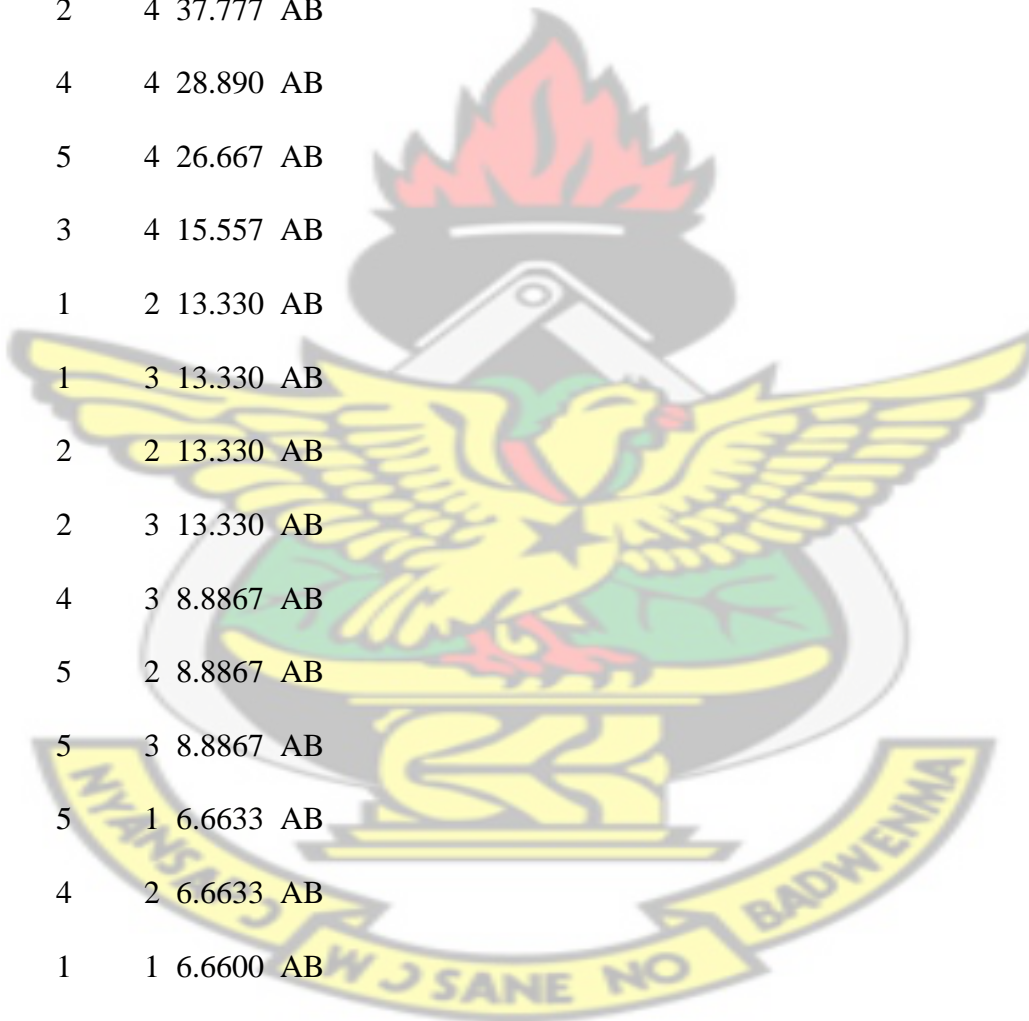 2 4 37.777 AB
4 4 28.890 AB
5 4 26.667 AB
3 4 15.557 AB
1 2 13.330 AB
1 3 13.330 AB
2 2 13.330 AB
2 3 13.330 AB
4 3 8.8867 AB
5 2 8.8867 AB
5 3 8.8867 AB
5 1 6.6633 AB
4 2 6.6633 AB
1 1 6.6600 AB
NYANSAPƆ WƆSANE NO BADWENMA